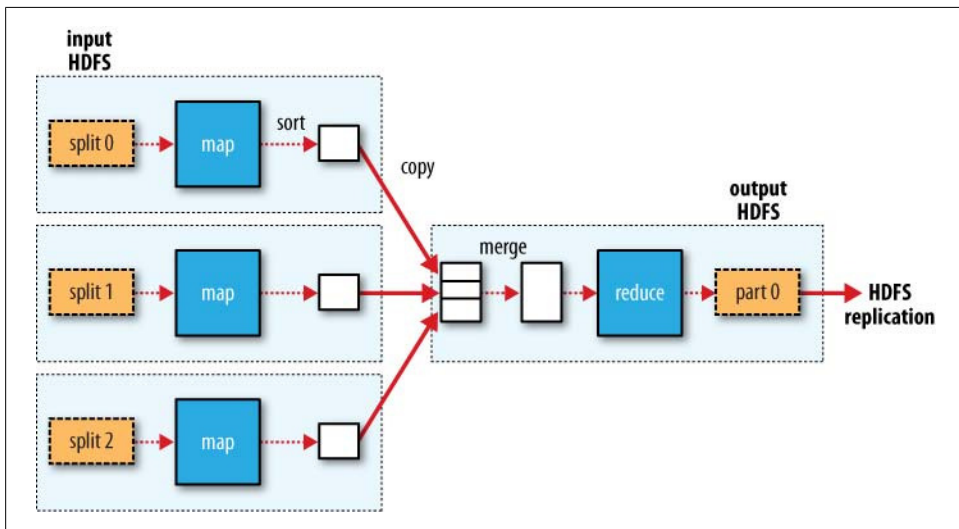 input
HDFS
split 0
map
sort
copy
split 1
map
split 2
map
merge
reduce
output
HDFS
part 0
HDFS
replication